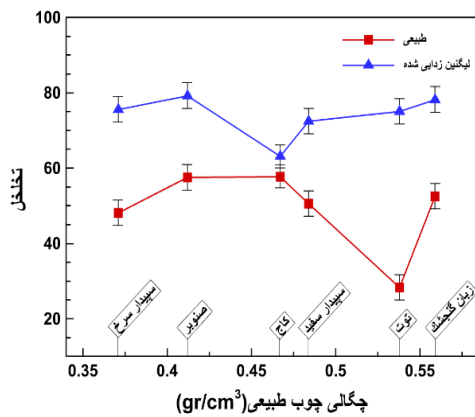 طبیعی
لیگنین زدایی شده
تخلخل
80
60
40
20
سپیدار سرخ
صنوبر
کاج
سپیدار سفید
توت
زبان گنجشک
0.35 0.4 0.45 0.5 0.55
چگالی چوب طبیعی(gr/cm³)